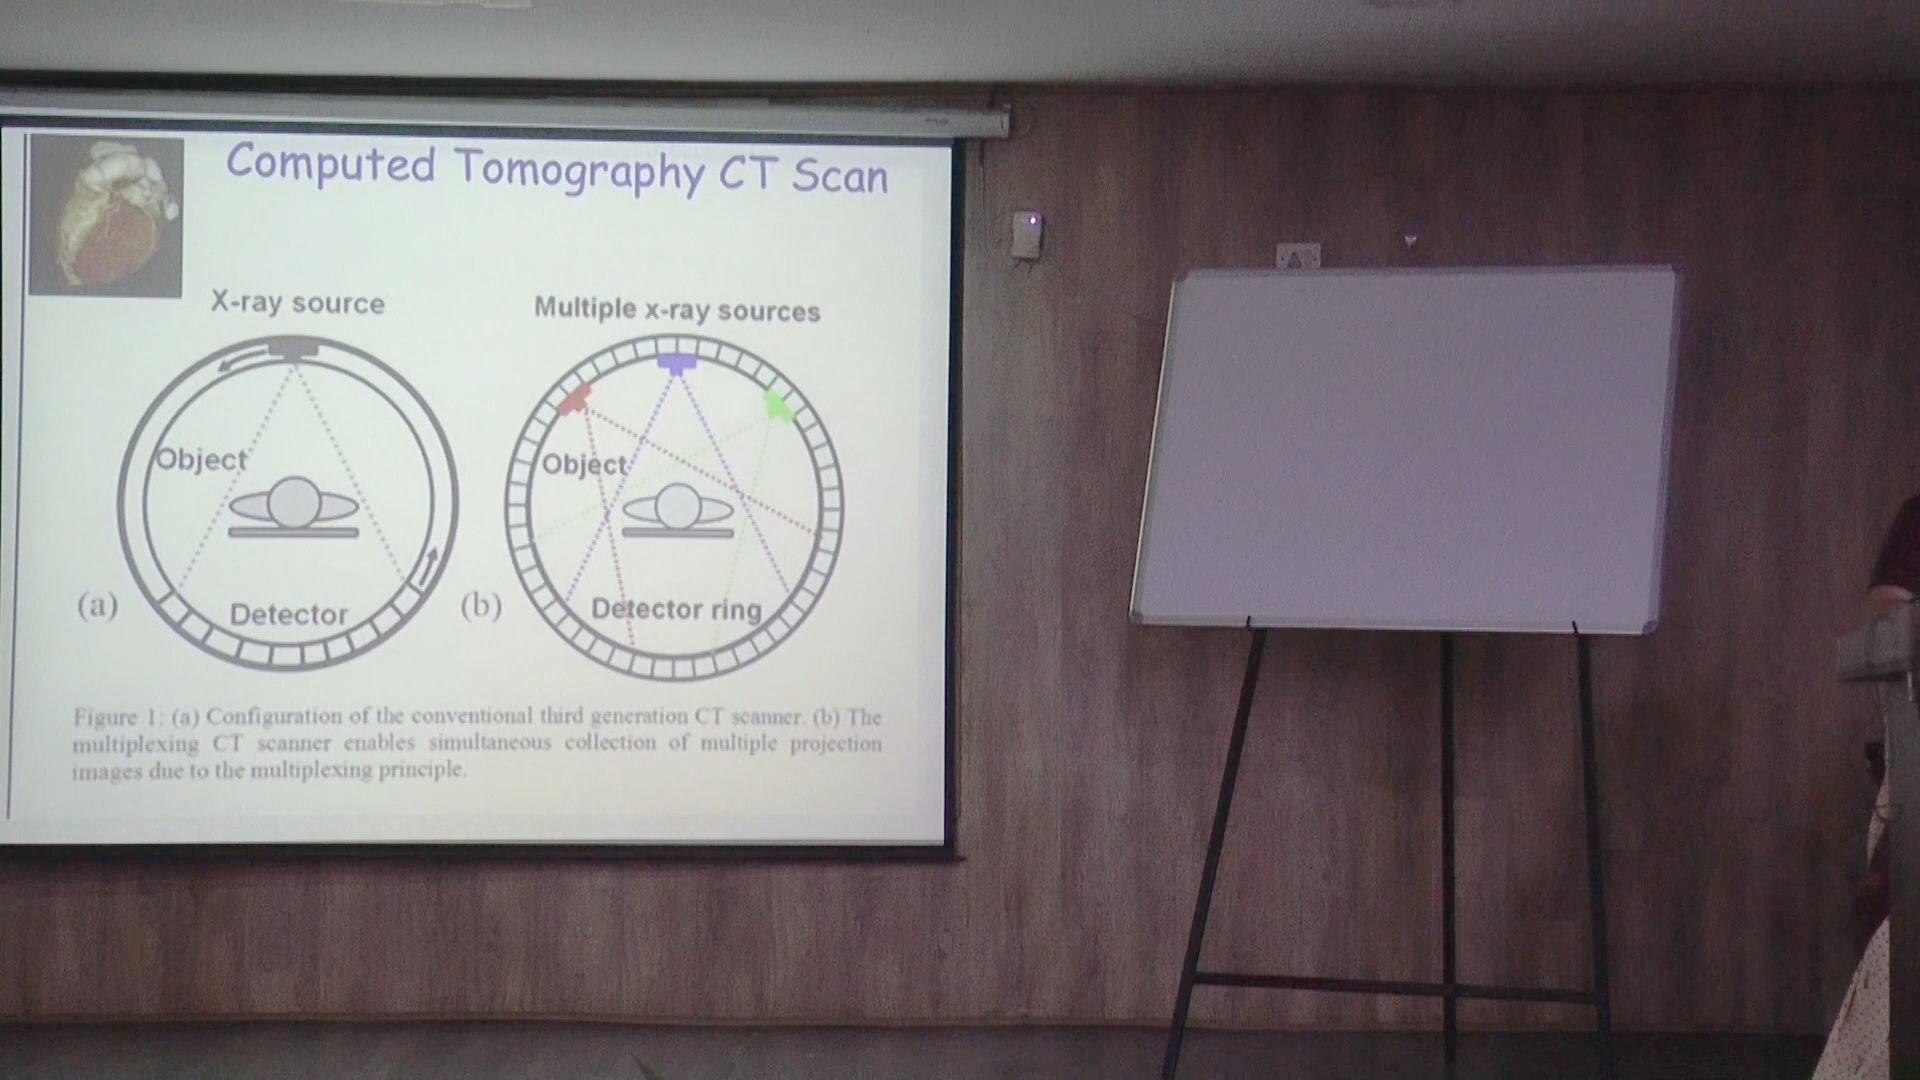 Computed Tomography CT Scan
X-ray source
Multiple x-ray sources
Object
Object
(a)
Detector
(b)
Detector ring
Figure 1: (a) Configuration of the conventional third generation CT scanner. (b) The
multiplexing CT scanner enables simultaneous collection of multiple projection
images due to the multiplexing principle.